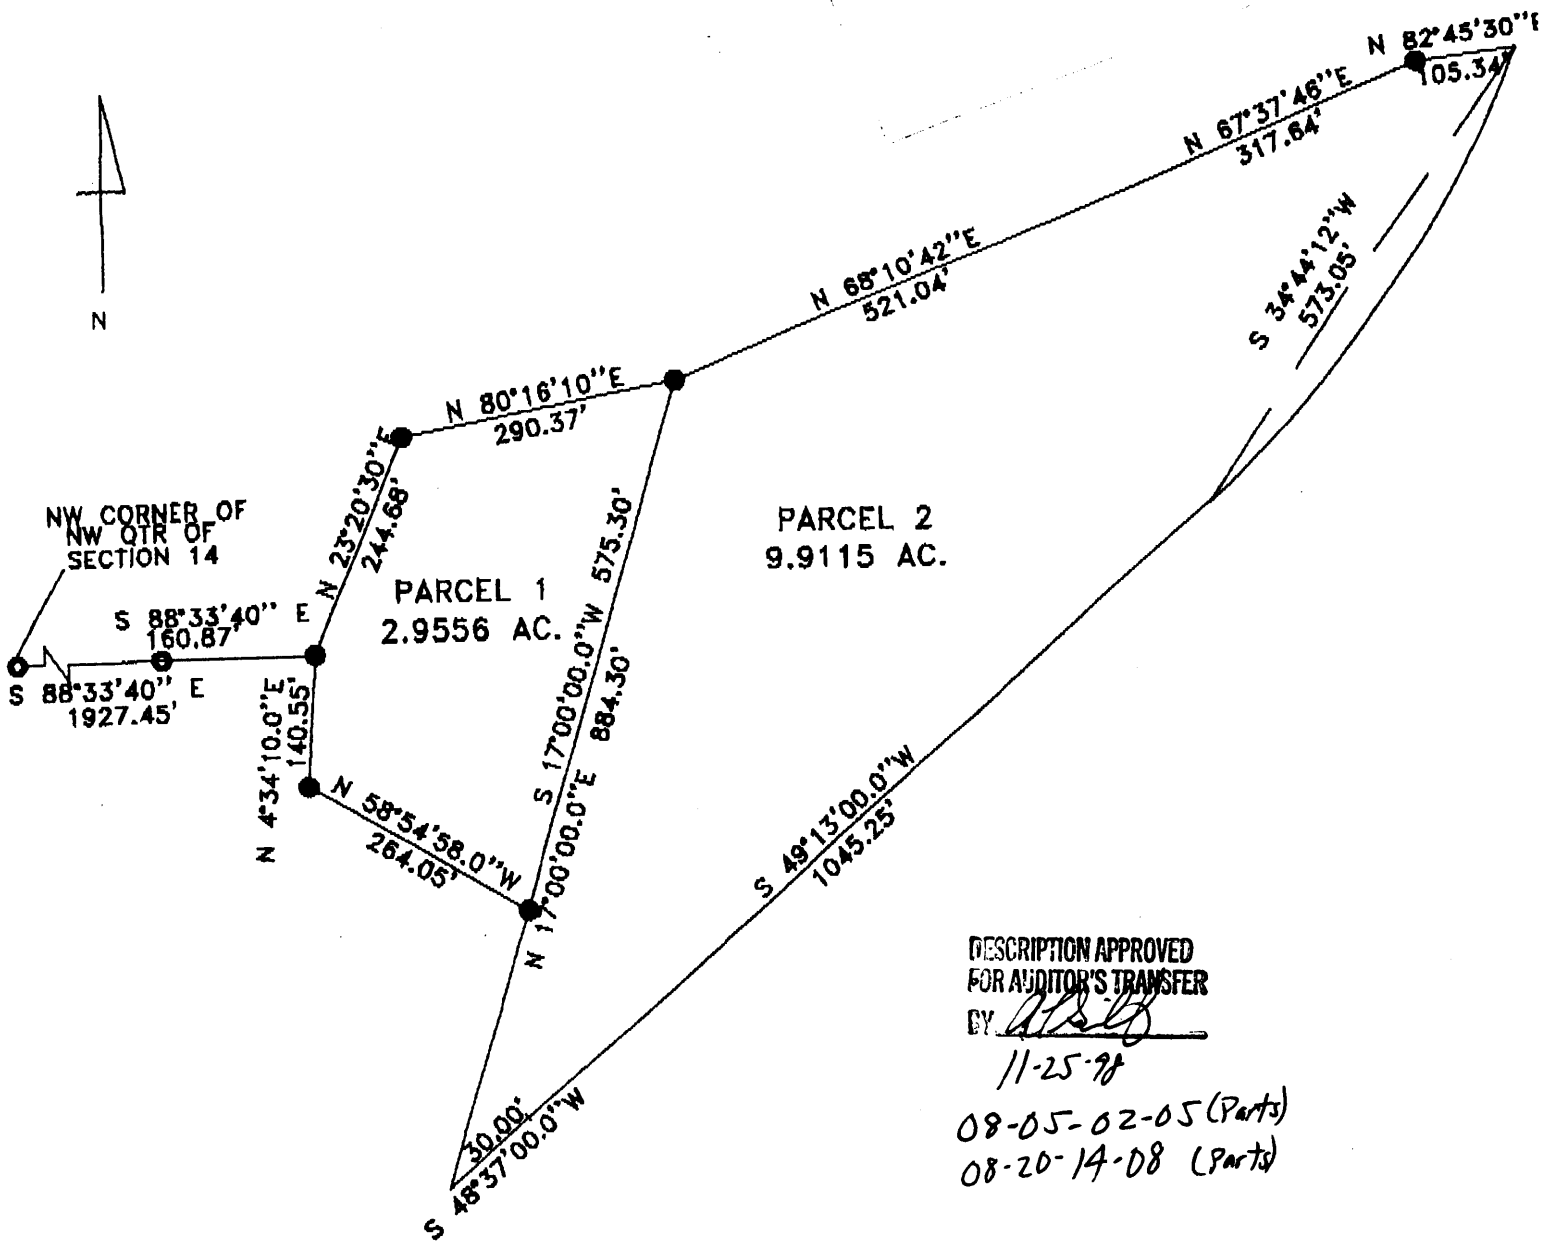 N 82°45'30"E
105.34'
N 67°37'46"E
317.64'
N
S 34°44'12"W
573.05'
N 68°10'42"E
521.04'
N 80°16'10"E
290.37'
N 23°20'30"E
244.68'
NW CORNER OF
NW QTR OF
SECTION 14
PARCEL 2
9.9115 AC.
PARCEL 1
2.9556 AC.
S 88°33'40" E
160.87'
S 88°33'40" E
1927.45'
S 17°00'00.0"W 575.30'
N 17°00'00.0"E 884.30'
N 4°34'10.0"E
140.55'
N 58°54'58.0"W
264.05'
S 49°13'00.0"W
1045.25'
30.00'
S 48°37'00.0"W
DESCRIPTION APPROVED
FOR AUDITOR'S TRANSFER
BY
11-25-98
08-05-02-05 (Parts)
08-20-14-08 (Parts)